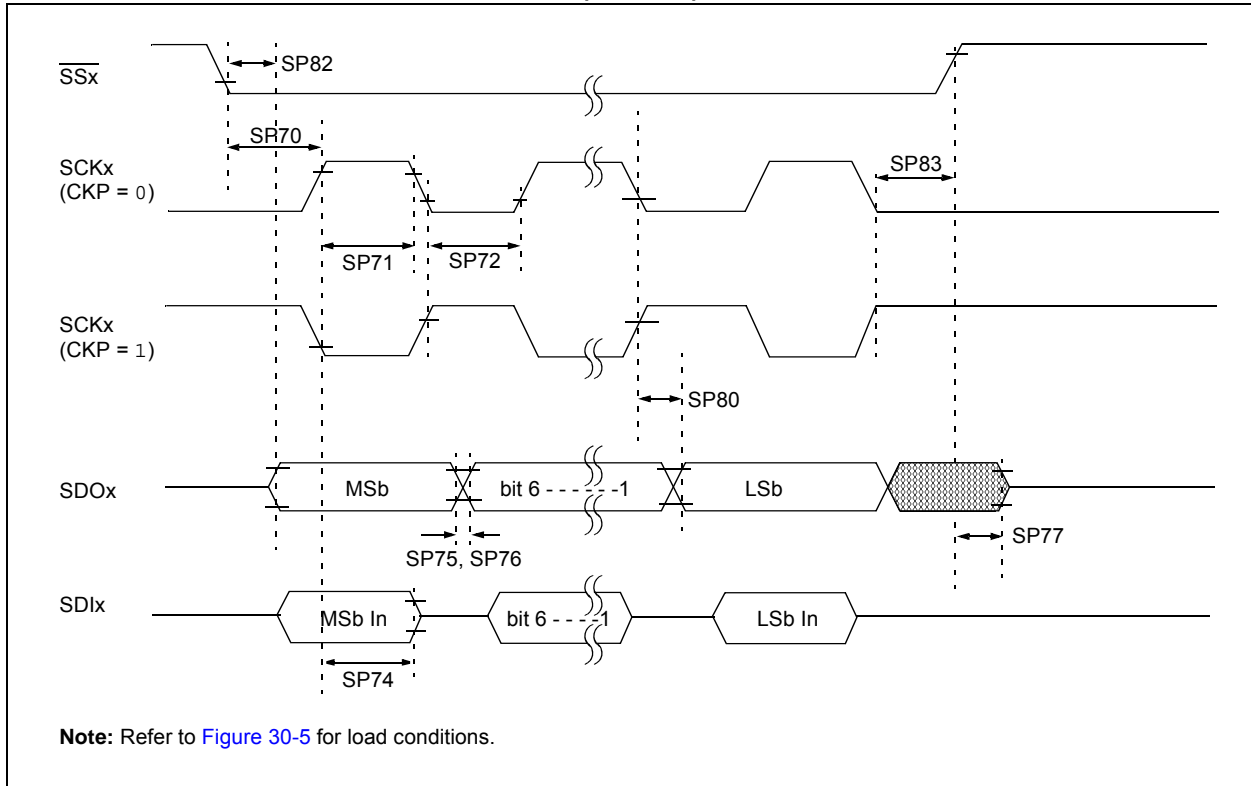 SSx
SP82
SP70
SCKx
(CKP = 0)
SP83
SP71
SP72
SCKx
(CKP = 1)
SP80
SDOx
MSb
bit 6 - - - - - -1
LSb
SP75, SP76
SP77
SDIx
MSb In
bit 6 - - - -1
LSb In
SP74
Note: Refer to Figure 30-5 for load conditions.